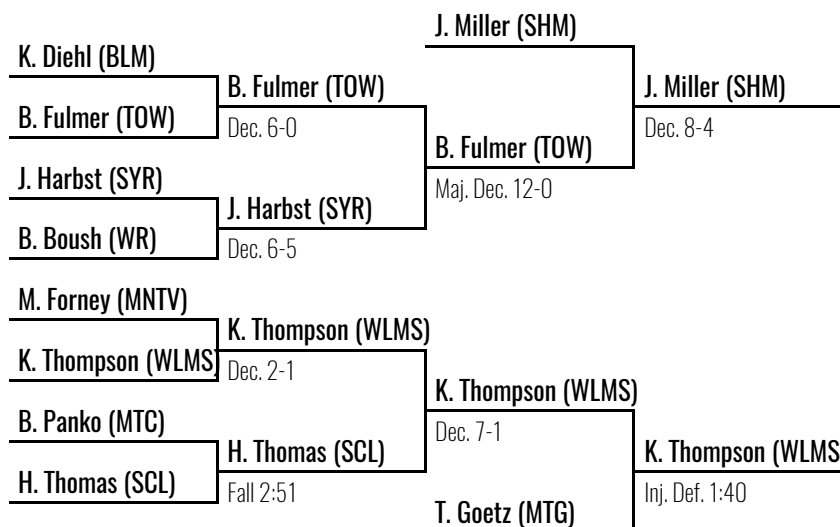 J. Miller (SHM)
K. Diehl (BLM)
B. Fulmer (TOW)
J. Miller (SHM)
B. Fulmer (TOW)
Dec. 6-0
Dec. 8-4
B. Fulmer (TOW)
J. Harbst (SYR)
Maj. Dec. 12-0
J. Harbst (SYR)
B. Boush (WR)
Dec. 6-5
M. Forney (MNTV)
K. Thompson (WLMS)
K. Thompson (WLMS)
Dec. 2-1
K. Thompson (WLMS)
B. Panko (MTC)
Dec. 7-1
H. Thomas (SCL)
K. Thompson (WLMS
H. Thomas (SCL)
Fall 2:51
Inj. Def. 1:40
T. Goetz (MTG)